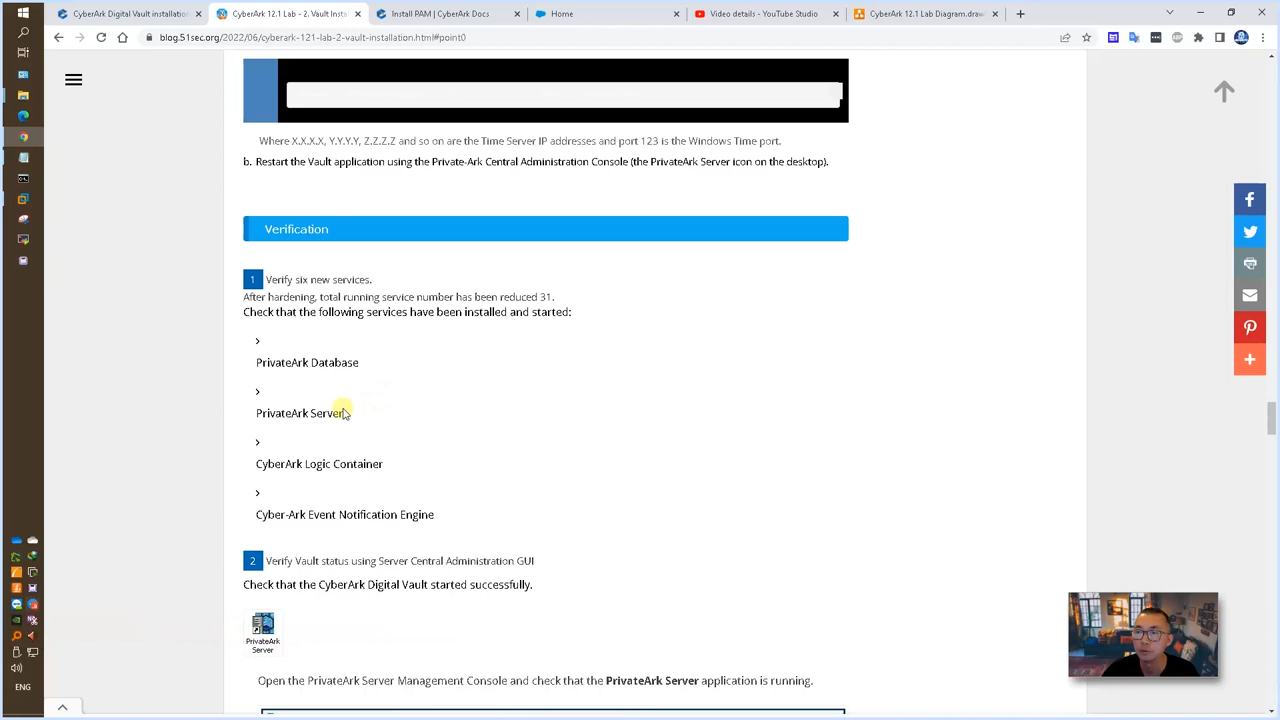 CyberArk Digital Vault installation
CyberArk 12.1 Lab - 2. Vault Insta
Install PAM | CyberArk Docs
Home
Video details - YouTube Studio
CyberArk 12.1 Lab Diagram.draw
blog.51sec.org/2022/06/cyberark-121-lab-2-vault-installation.html#point0
Where X.X.X.X, Y.Y.Y.Y, Z.Z.Z.Z and so on are the Time Server IP addresses and port 123 is the Windows Time port.
b. Restart the Vault application using the Private-Ark Central Administration Console (the PrivateArk Server icon on the desktop).
Verification
1 Verify six new services.
After hardening, total running service number has been reduced 31.
Check that the following services have been installed and started:
PrivateArk Database
PrivateArk Server
CyberArk Logic Container
Cyber-Ark Event Notification Engine
2 Verify Vault status using Server Central Administration GUI
Check that the CyberArk Digital Vault started successfully.
PrivateArk
Server
Open the PrivateArk Server Management Console and check that the PrivateArk Server application is running.
ENG